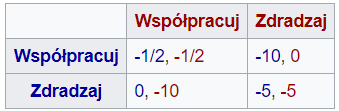 Współpracuj Zdradzaj
Współpracuj -1/2, -1/2 -10, 0
Zdradzaj 0, -10 -5, -5